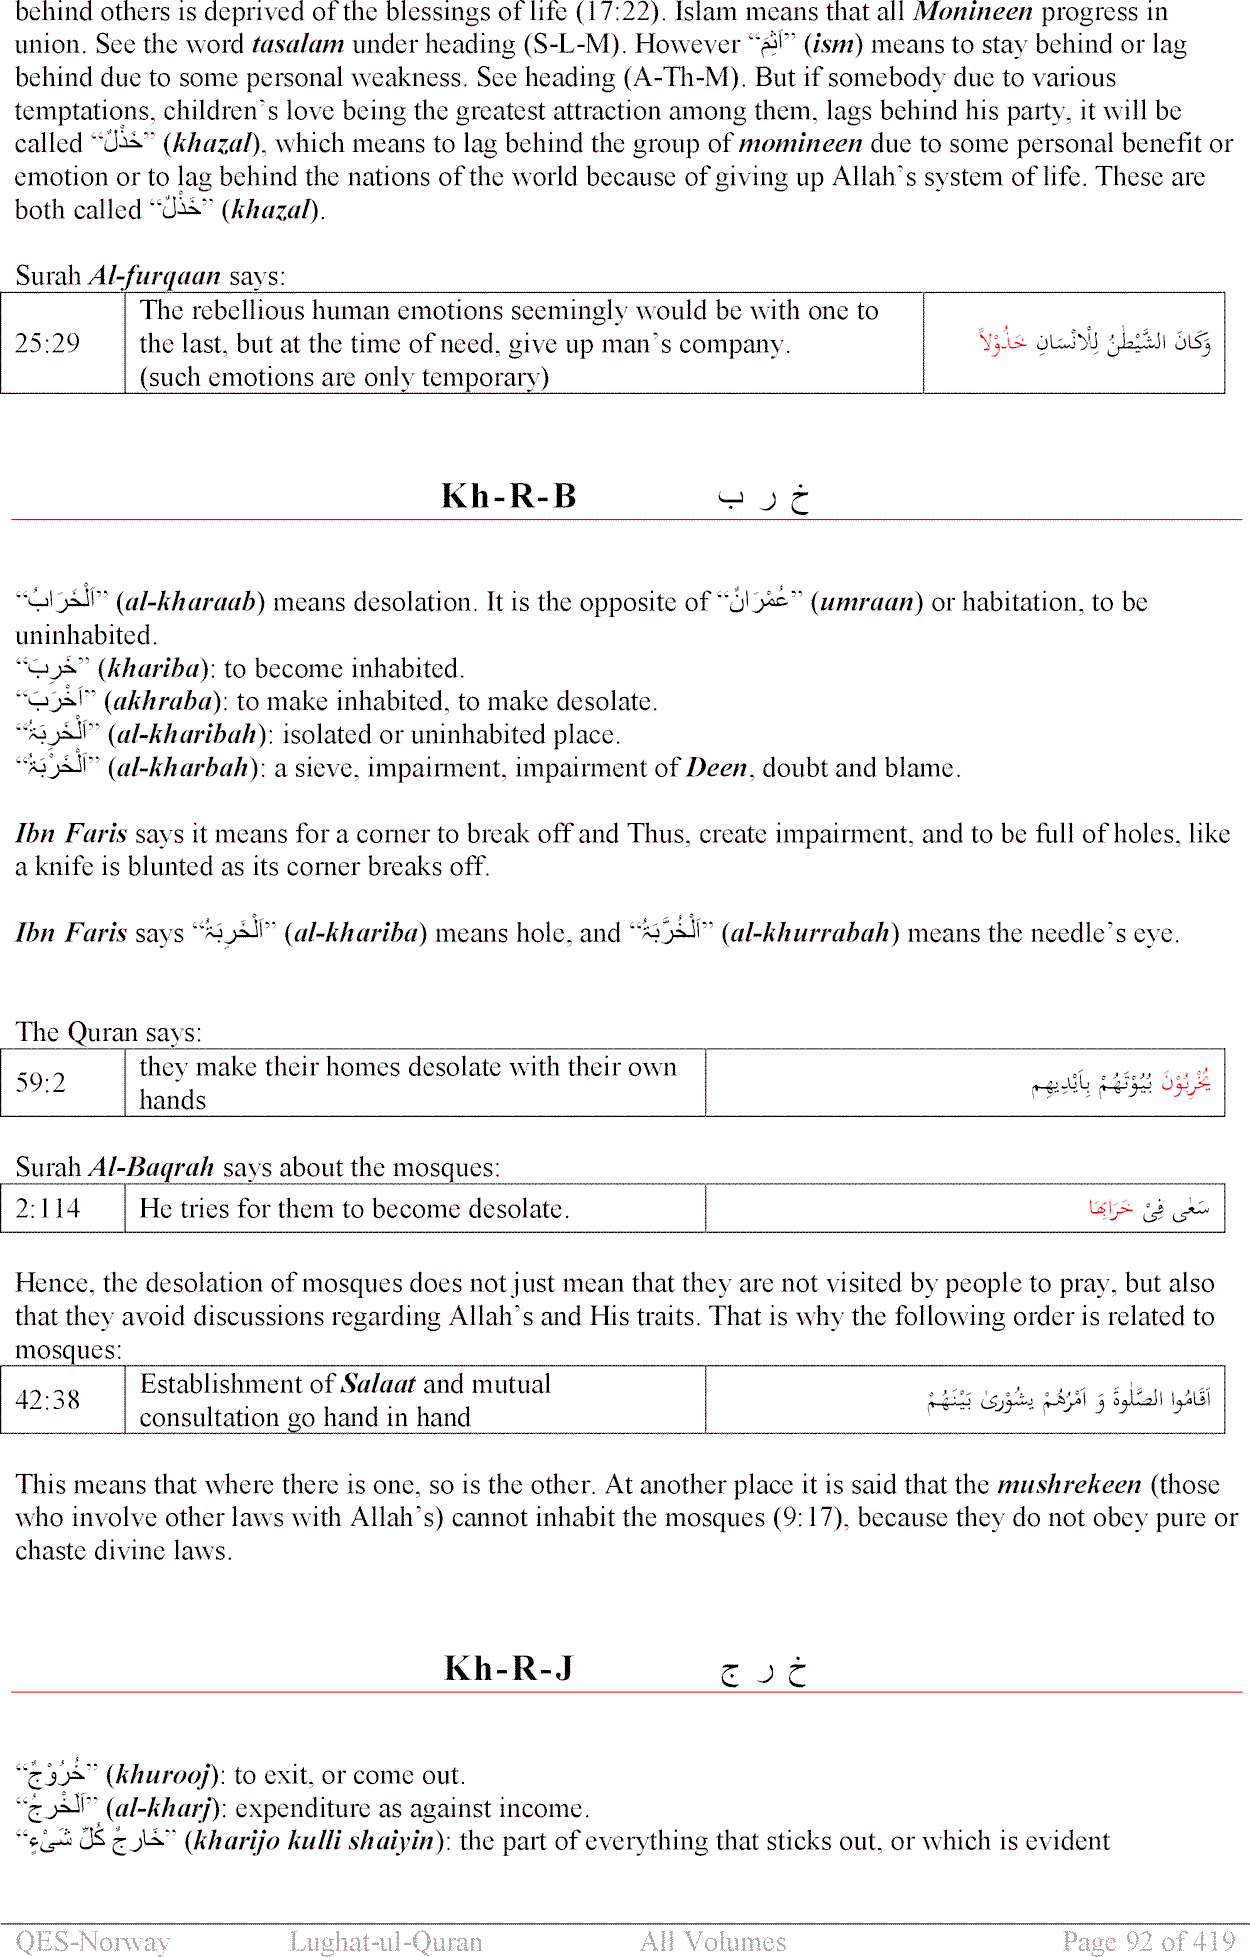 behind others is deprived of the blessings of life (17:22). Islam means that all Monineen progress in
union. See the word tasalam under heading (S-L-M). However “اَثِمَ” (ism) means to stay behind or lag
behind due to some personal weakness. See heading (A-Th-M). But if somebody due to various
temptations, children’s love being the greatest attraction among them, lags behind his party, it will be
called “خَذْلٌ” (khazal), which means to lag behind the group of momineen due to some personal benefit or
emotion or to lag behind the nations of the world because of giving up Allah’s system of life. These are
both called “خَذْلٌ” (khazal).
Surah Al-furqaan says:
25:29 The rebellious human emotions seemingly would be with one to
the last, but at the time of need, give up man’s company.
(such emotions are only temporary)
وَكَانَ الشَّيْطٰنُ لِلْاِنْسَانِ خَذُوْلاً
Kh-R-B خ ر ب
“اَلْخَرَابُ” (al-kharaab) means desolation. It is the opposite of “عُمْرَانٌ” (umraan) or habitation, to be
uninhabited.
“خَرِبَ” (khariba): to become inhabited.
“اَخْرَبَ” (akhraba): to make inhabited, to make desolate.
“اَلْخَرِبَۃُ” (al-kharibah): isolated or uninhabited place.
“اَلْخَرْبَۃُ” (al-kharbah): a sieve, impairment, impairment of Deen, doubt and blame.
Ibn Faris says it means for a corner to break off and Thus, create impairment, and to be full of holes, like
a knife is blunted as its corner breaks off.
Ibn Faris says “اَلْخَرِبَۃُ” (al-khariba) means hole, and “اَلْخُرَّبَۃُ” (al-khurrabah) means the needle’s eye.
The Quran says:
59:2 they make their homes desolate with their own
hands
يُخْرِبُوْنَ بُيُوْتَهُمْ بِاَيْدِيهِم
Surah Al-Baqrah says about the mosques:
2:114 He tries for them to become desolate. سَعٰى فِىْ خَرَابِهَا
Hence, the desolation of mosques does not just mean that they are not visited by people to pray, but also
that they avoid discussions regarding Allah’s and His traits. That is why the following order is related to
mosques:
42:38 Establishment of Salaat and mutual
consultation go hand in hand
اَقَامُوا الصَّلٰوةَ وَ اَمْرُهُمْ يشُوْرىٰ بَيْنَهُمْ
This means that where there is one, so is the other. At another place it is said that the mushrekeen (those
who involve other laws with Allah’s) cannot inhabit the mosques (9:17), because they do not obey pure or
chaste divine laws.
Kh-R-J خ ر ج
“خُرُوْجٌ” (khurooj): to exit, or come out.
“اَلْخَرجُ” (al-kharj): expenditure as against income.
“خَارِجُ كُلِّ شَیْءٍ” (kharijo kulli shaiyin): the part of everything that sticks out, or which is evident
QES-Norway Lughat-ul-Quran All Volumes Page 92 of 419